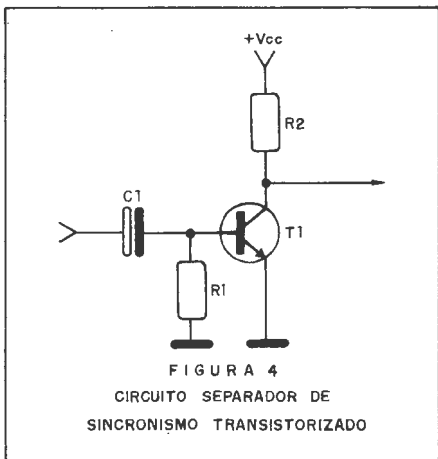 +Vcc
R2
C1
T1
R1
FIGURA 4
CIRCUITO SEPARADOR DE
SINCRONISMO TRANSISTORIZADO